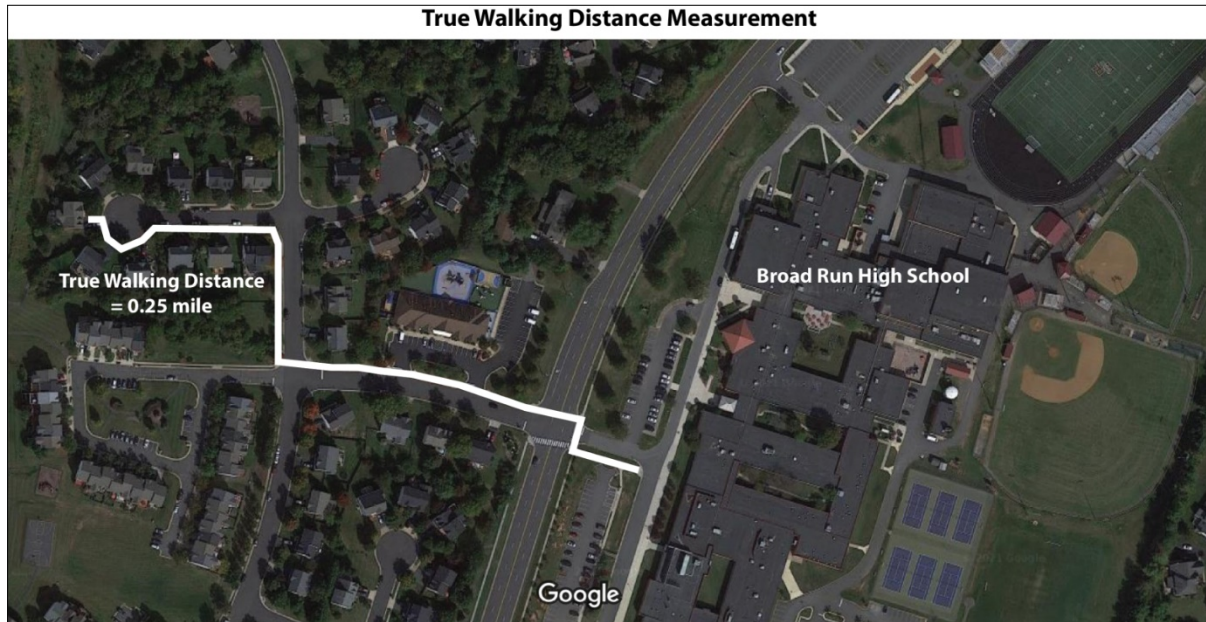 True Walking Distance Measurement
True Walking Distance
= 0.25 mile
Broad Run High School
Google